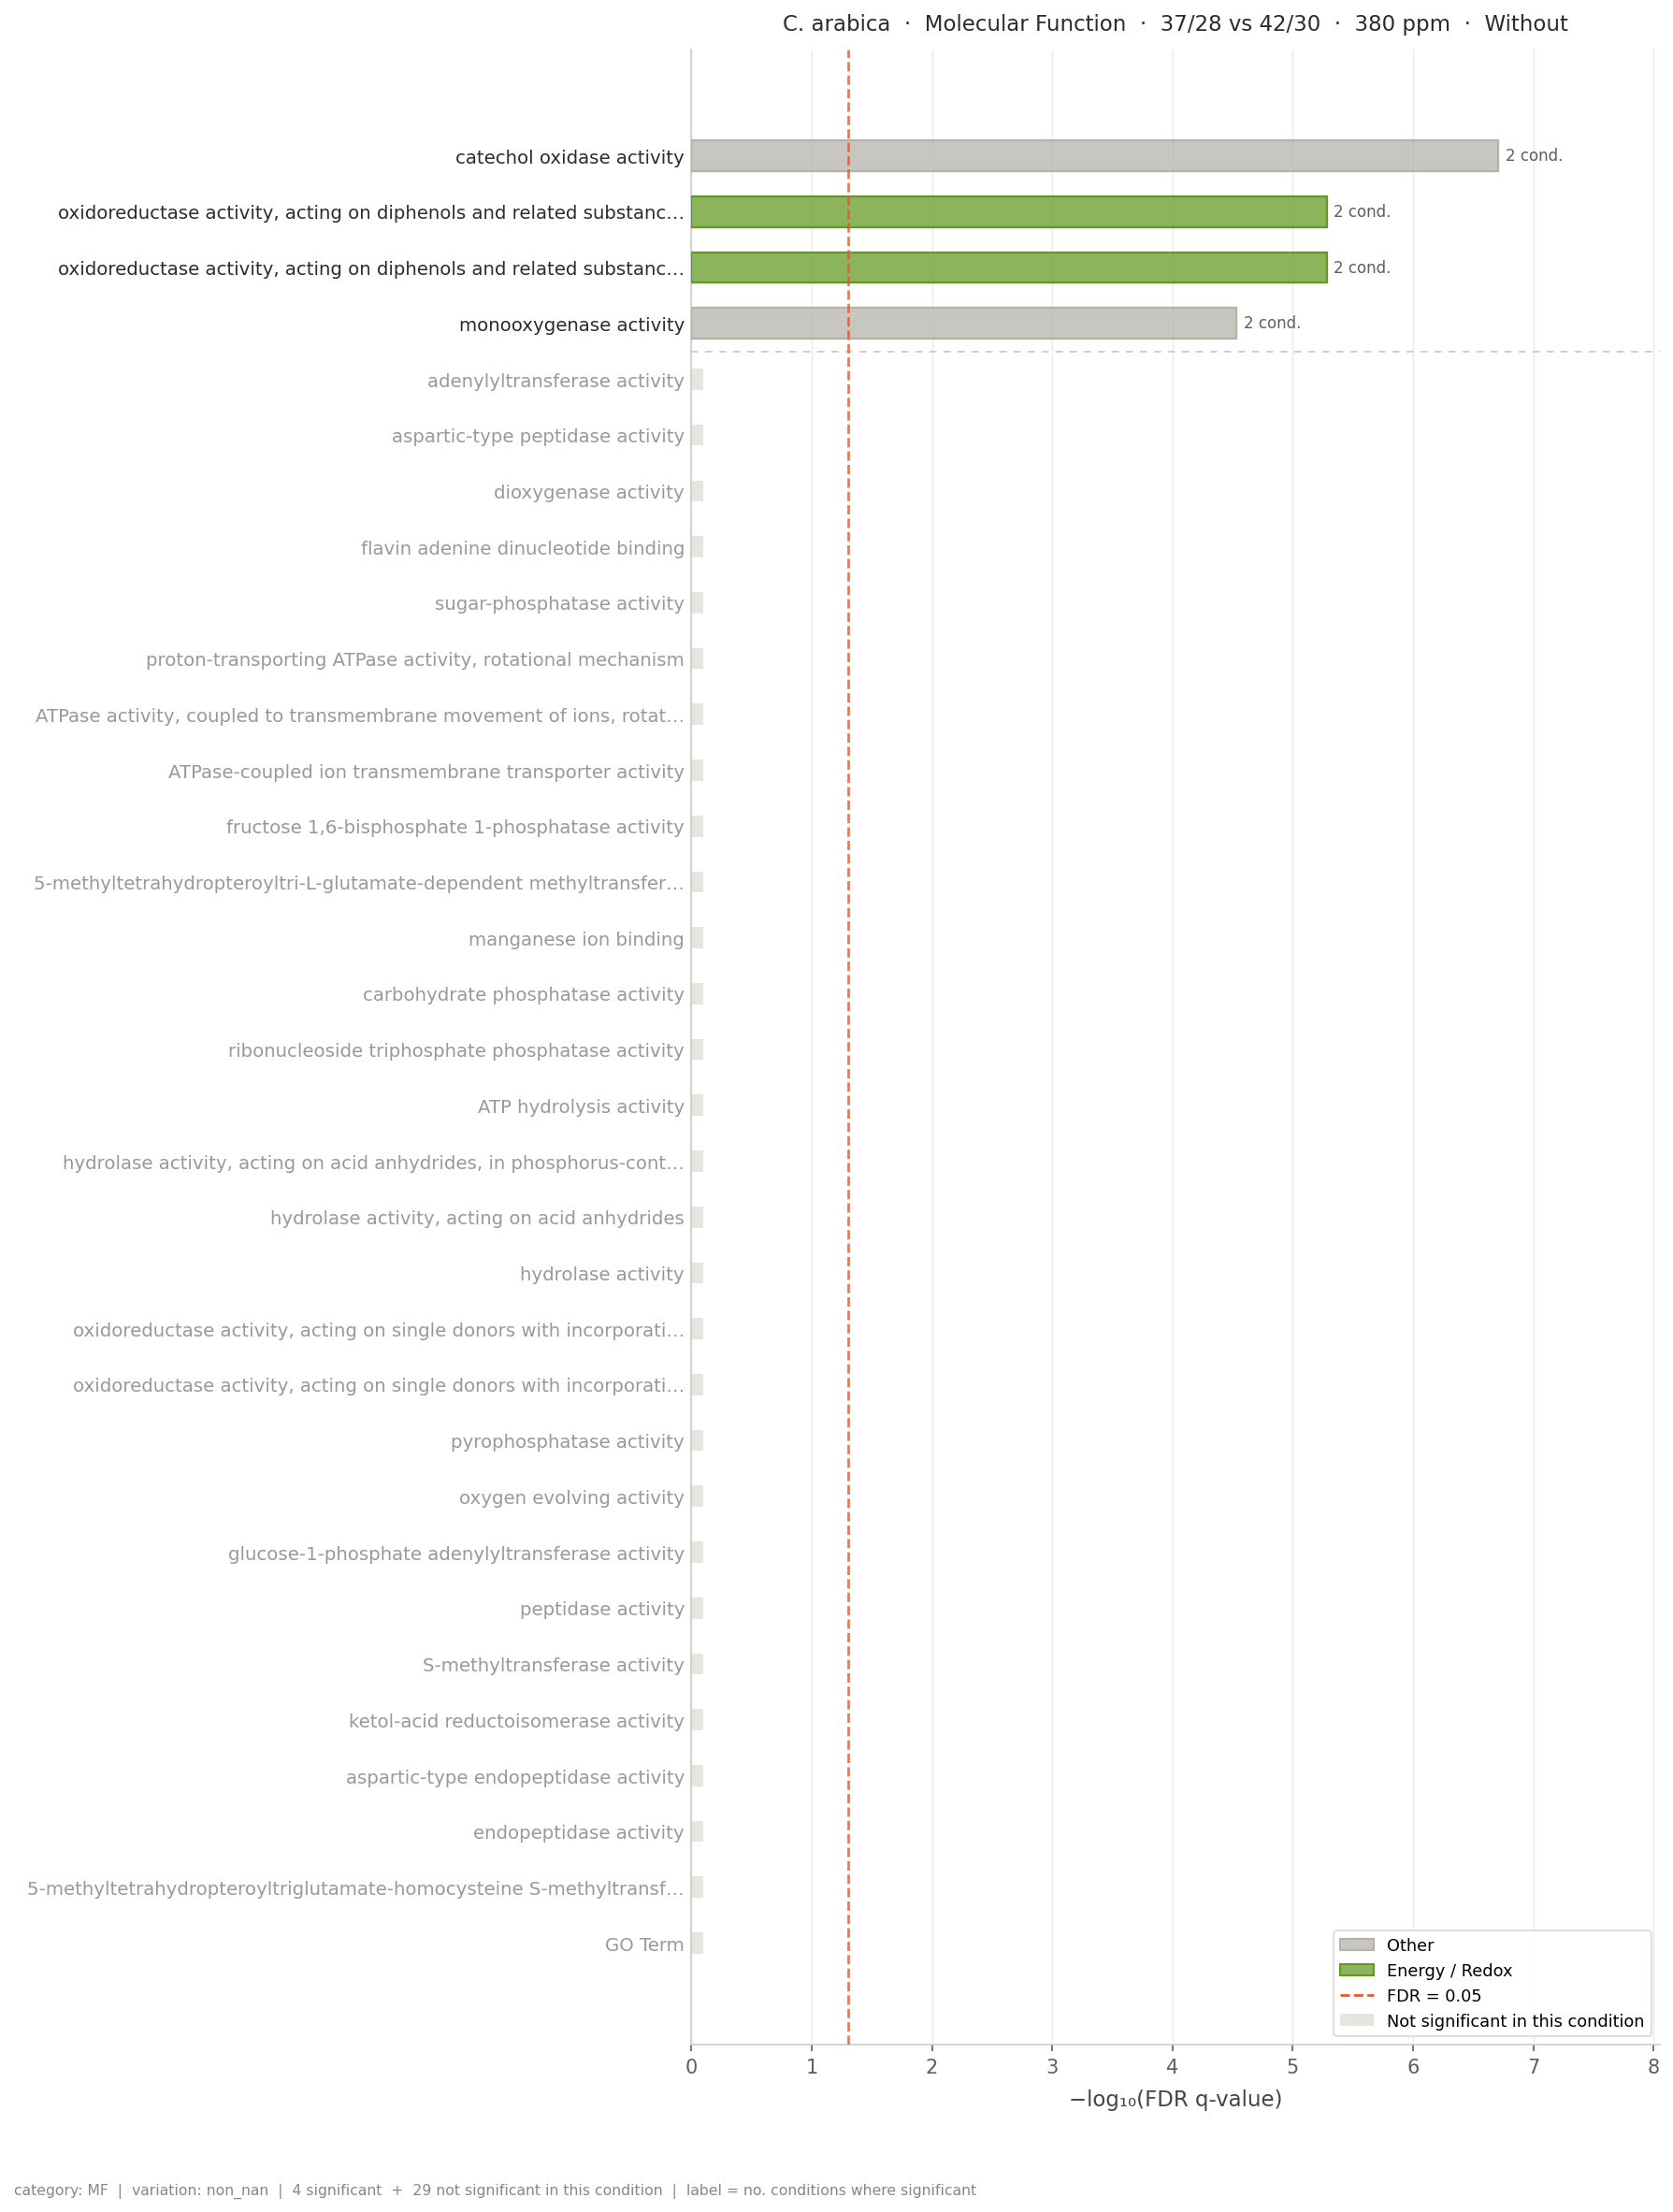 C. arabica · Molecular Function · 37/28 vs 42/30 · 380 ppm · Without
catechol oxidase activity 2 cond.
oxidoreductase activity, acting on diphenols and related substanc… 2 cond.
oxidoreductase activity, acting on diphenols and related substanc… 2 cond.
monooxygenase activity 2 cond.
adenylyltransferase activity
aspartic-type peptidase activity
dioxygenase activity
flavin adenine dinucleotide binding
sugar-phosphatase activity
proton-transporting ATPase activity, rotational mechanism
ATPase activity, coupled to transmembrane movement of ions, rotat…
ATPase-coupled ion transmembrane transporter activity
fructose 1,6-bisphosphate 1-phosphatase activity
5-methyltetrahydropteroyltri-L-glutamate-dependent methyltransfer…
manganese ion binding
carbohydrate phosphatase activity
ribonucleoside triphosphate phosphatase activity
ATP hydrolysis activity
hydrolase activity, acting on acid anhydrides, in phosphorus-cont…
hydrolase activity, acting on acid anhydrides
hydrolase activity
oxidoreductase activity, acting on single donors with incorporati…
oxidoreductase activity, acting on single donors with incorporati…
pyrophosphatase activity
oxygen evolving activity
glucose-1-phosphate adenylyltransferase activity
peptidase activity
S-methyltransferase activity
ketol-acid reductoisomerase activity
aspartic-type endopeptidase activity
endopeptidase activity
5-methyltetrahydropteroyltriglutamate-homocysteine S-methyltransf…
GO Term
Other
Energy / Redox
FDR = 0.05
Not significant in this condition
0 1 2 3 4 5 6 7 8
−log₁₀(FDR q-value)
category: MF | variation: non_nan | 4 significant + 29 not significant in this condition | label = no. conditions where significant